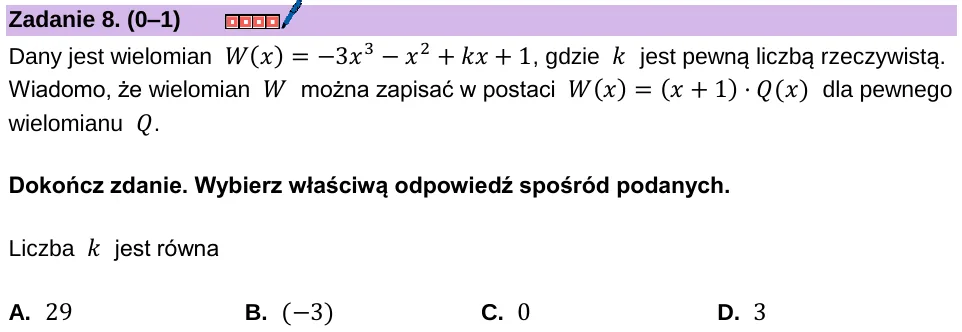 Zadanie 8. (0–1)
Dany jest wielomian W(x) = −3x³ − x² + kx + 1, gdzie k jest pewną liczbą rzeczywistą.
Wiadomo, że wielomian W można zapisać w postaci W(x) = (x + 1) · Q(x) dla pewnego
wielomianu Q.
Dokończ zdanie. Wybierz właściwą odpowiedź spośród podanych.
Liczba k jest równa
A. 29 B. (−3) C. 0 D. 3